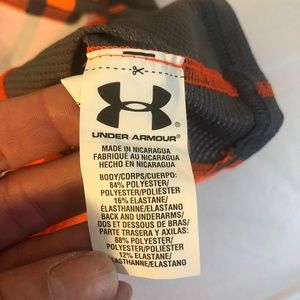 UNDER ARMOUR®
MADE IN NICARAGUA
FABRIQUÉ AU NICARAGUA
HECHO EN NICARAGUA
BODY/CORPS/CUERPO:
84% POLYESTER/
POLYESTER/POLIÉSTER
16% ELASTANE/
ÉLASTHANNE/ELASTANO
BACK AND UNDERARMS/
DOS ET DESSOUS DE BRAS/
PARTE TRASERA Y AXILAS:
88% POLYESTER/
POLYESTER/POLIÉSTER
12% ELASTANE/
ÉLASTHANNE/ELASTANO